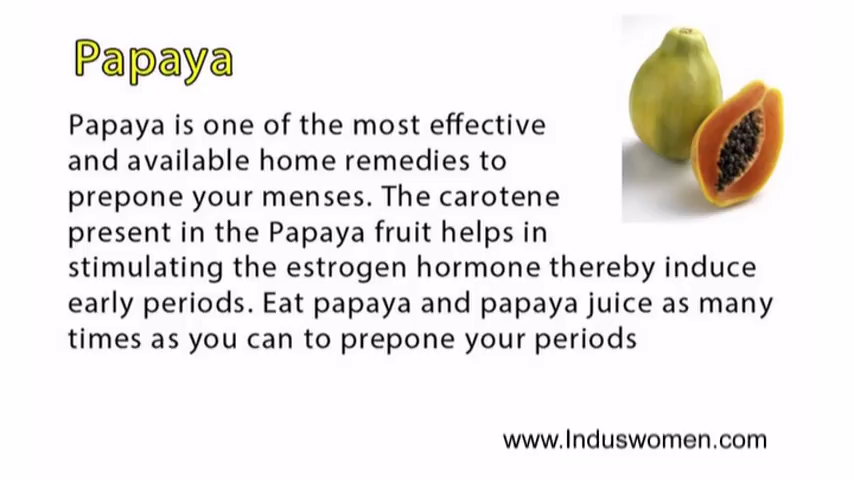 Papaya
Papaya is one of the most effective
and available home remedies to
prepone your menses. The carotene
present in the Papaya fruit helps in
stimulating the estrogen hormone thereby induce
early periods. Eat papaya and papaya juice as many
times as you can to prepone your periods
www.Induswomen.com